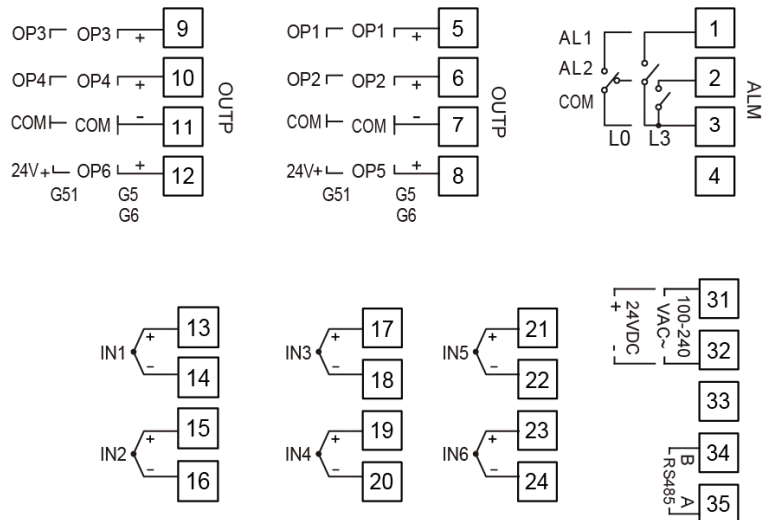 OP3 OP3 + 9
OP4 OP4 + 10
COM COM - 11
24V+ OP6 + 12
G51 G5
G6
OUTP
OP1 OP1 + 5
OP2 OP2 + 6
COM COM - 7
24V+ OP5 + 8
G51 G5
G6
OUTP
AL1 1
AL2 2
COM 3
L0 L3
4
ALM
IN1 + 13
- 14
IN2 + 15
- 16
IN3 + 17
- 18
IN4 + 19
- 20
IN5 + 21
- 22
IN6 + 23
- 24
+ 24VDC -
100-240
VAC~
31
32
33
B 34
RS485
A 35